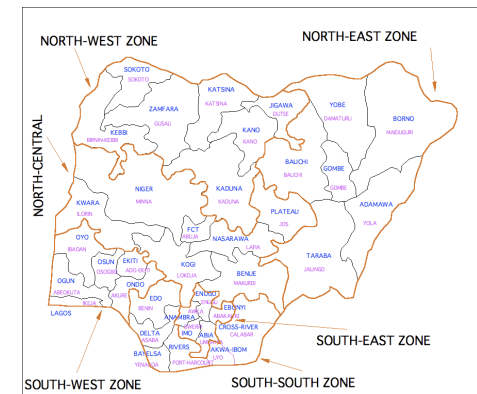 NORTH-WEST ZONE
NORTH-EAST ZONE
SOKOTO
SOKOTO
KATSINA
KATSINA
ZAMFARA
GUSAU
JIGAWA
DUTSE
YOBE
DAMATURU
BORNO
MAIDUGURI
KEBBI
BIRNIN-KEBBI
KANO
KANO
BAUCHI
BAUCHI
GOMBE
GOMBE
NORTH-CENTRAL
NIGER
MINNA
KADUNA
KADUNA
KWARA
ILORIN
PLATEAU
JOS
ADAMAWA
YOLA
FCT
ABUJA
NASARAWA
LAFIA
OYO
IBADAN
TARABA
JALINGO
OSUN
OSOGBO
EKITI
ADO-EKITI
KOGI
LOKOJA
BENUE
MAKURDI
OGUN
ABEOKUTA
ONDO
AKURE
IKEJA
LAGOS
EDO
BENIN
ENUGU
ENUGU
EBONYI
ABAKALIKI
ANAMBRA
AWKA
CROSS-RIVER
CALABAR
DELTA
ASABA
IMO
OWERRI
ABIA
UMUAHIA
BAYELSA
YENAGOA
RIVERS
PORT-HARCOURT
AKWA-IBOM
UYO
SOUTH-EAST ZONE
SOUTH-WEST ZONE
SOUTH-SOUTH ZONE